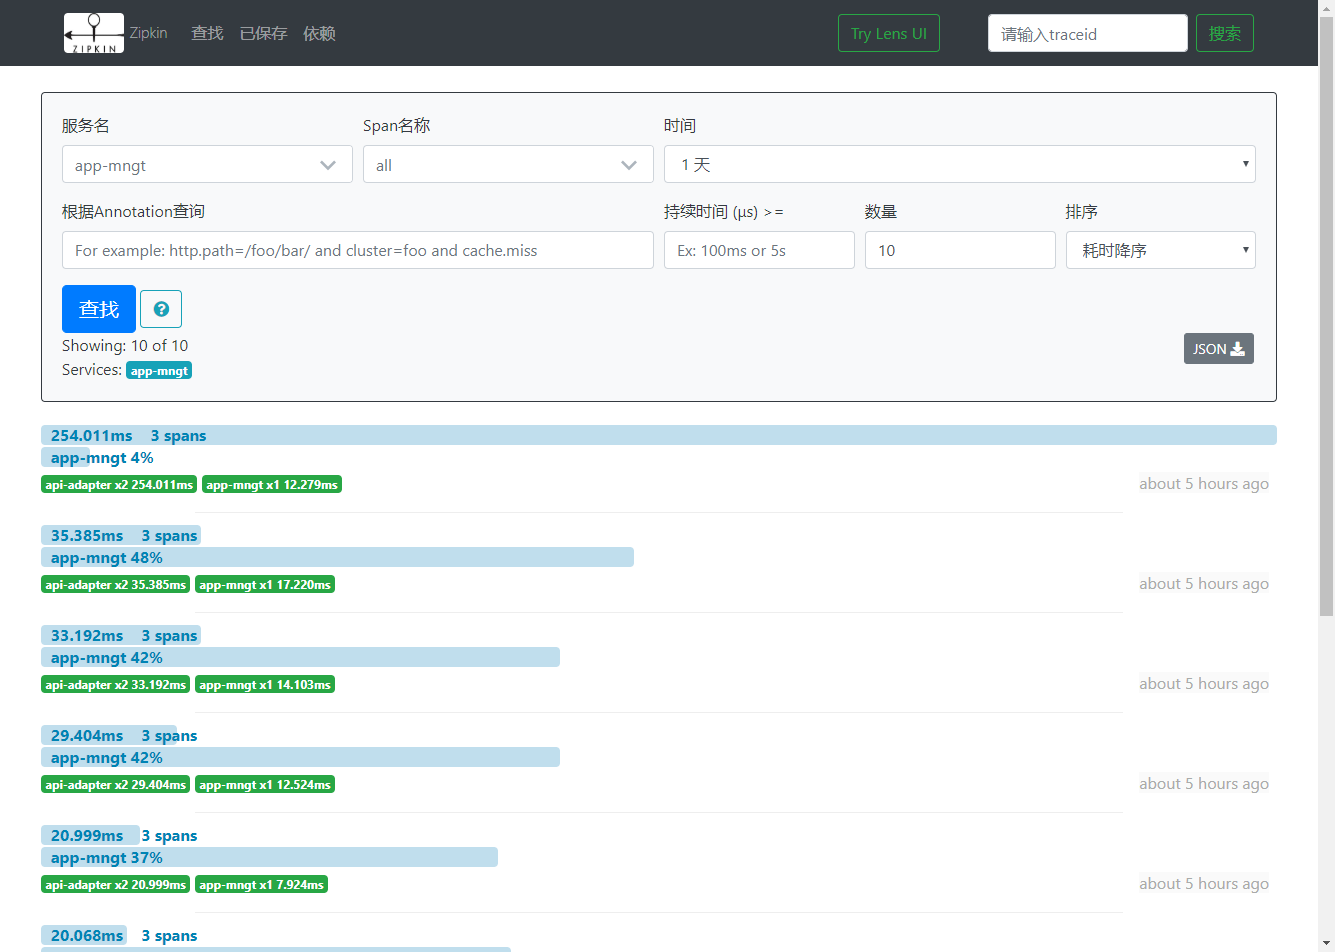 ZIPKIN
Zipkin 查找 已保存 依赖 Try Lens UI 请输入traceid 搜索
服务名 Span名称 时间
app-mngt all 1 天
根据Annotation查询 持续时间 (μs) >= 数量 排序
For example: http.path=/foo/bar/ and cluster=foo and cache.miss Ex: 100ms or 5s 10 耗时降序
查找
Showing: 10 of 10
Services: app-mngt JSON
254.011ms 3 spans
app-mngt 4%
api-adapter x2 254.011ms app-mngt x1 12.279ms about 5 hours ago
35.385ms 3 spans
app-mngt 48%
api-adapter x2 35.385ms app-mngt x1 17.220ms about 5 hours ago
33.192ms 3 spans
app-mngt 42%
api-adapter x2 33.192ms app-mngt x1 14.103ms about 5 hours ago
29.404ms 3 spans
app-mngt 42%
api-adapter x2 29.404ms app-mngt x1 12.524ms about 5 hours ago
20.999ms 3 spans
app-mngt 37%
api-adapter x2 20.999ms app-mngt x1 7.924ms about 5 hours ago
20.068ms 3 spans